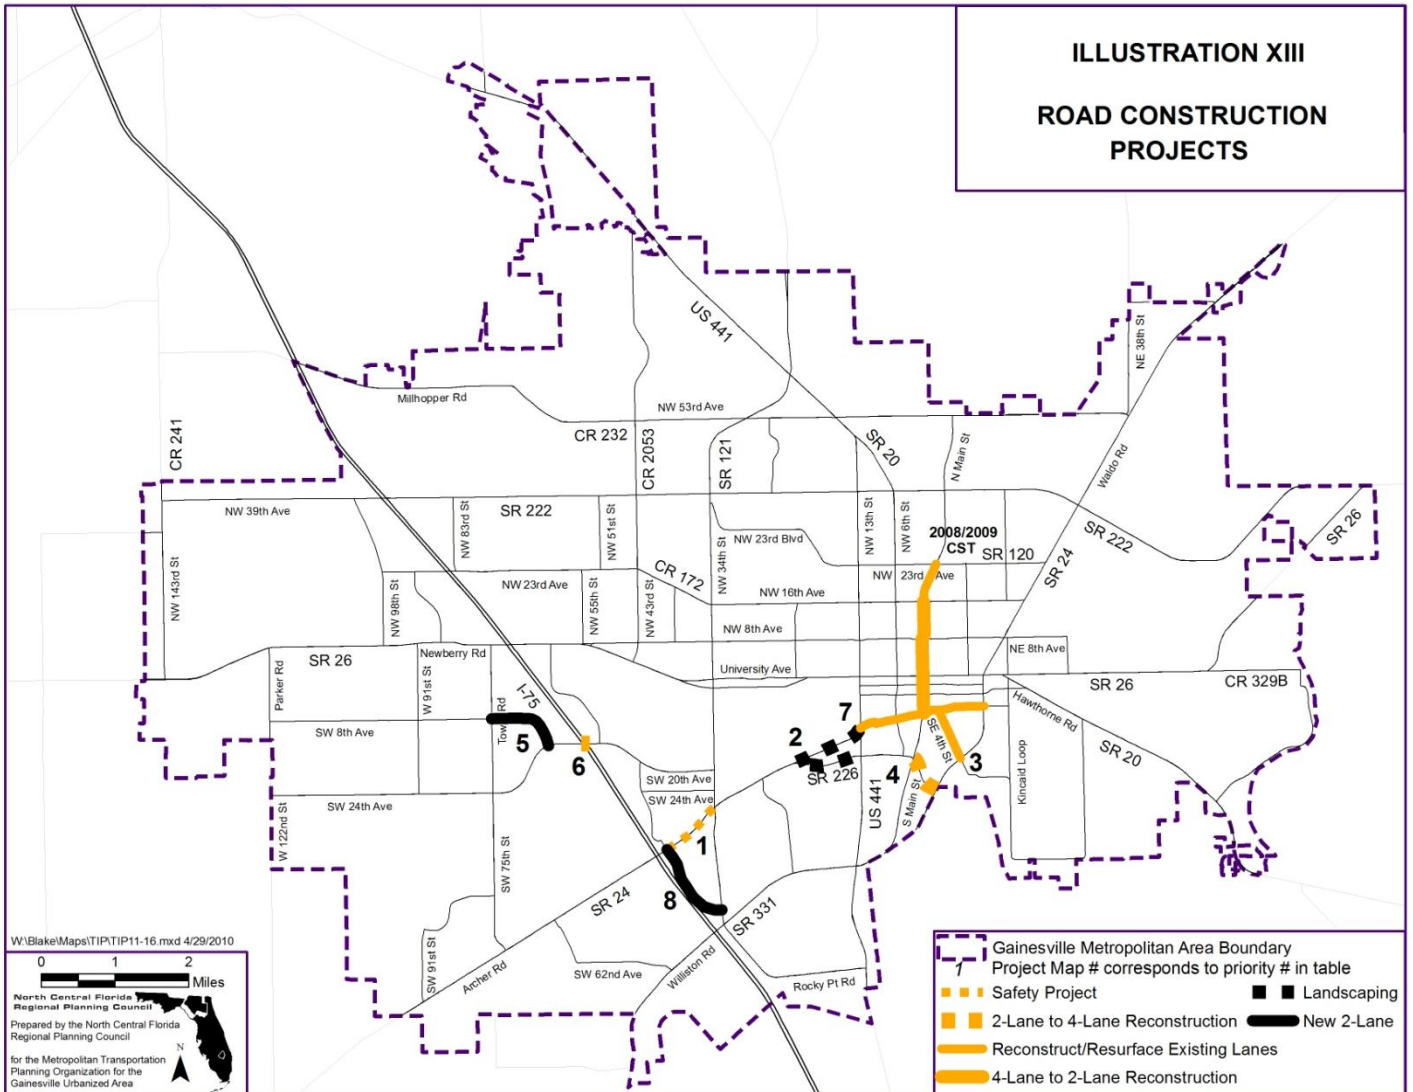 ILLUSTRATION XIII
ROAD CONSTRUCTION
PROJECTS
US 441
NE 38th St
Millhopper Rd
NW 53rd Ave
CR 241
CR 232
CR 2053
SR 121
SR 20
N Main St
Waldo Rd
NW 39th Ave
SR 222
NW 83rd St
NW 51st St
NW 34th St
NW 23rd Blvd
NW 13th St
NW 6th St
2008/2009
CST
SR 120
SR 24
SR 222
SR 26
NW 143rd St
NW 98th St
NW 23rd Ave
NW 55th St
NW 43rd St
CR 172
NW 16th Ave
NW 23rd Ave
NW 8th Ave
NE 8th Ave
SR 26
Newberry Rd
University Ave
Parker Rd
W 91st St
I-75
SR 26
CR 329B
Hawthorne Rd
SR 20
SW 8th Ave
5
6
7
2
SR 226
SE 4th St
3
4
Kincaid Loop
SW 20th Ave
SW 24th Ave
SW 24th Ave
W 122nd St
US 441
S Main St
1
SW 75th St
8
SR 24
SR 331
SW 91st St
Archer Rd
SW 62nd Ave
Williston Rd
Rocky Pt Rd
W:\Blake\Maps\TIP\TIP11-16.mxd 4/29/2010
0 1 2
Miles
North Central Florida
Regional Planning Council
Prepared by the North Central Florida
Regional Planning Council
N
for the Metropolitan Transportation
Planning Organization for the
Gainesville Urbanized Area
Gainesville Metropolitan Area Boundary
1 Project Map # corresponds to priority # in table
Safety Project
Landscaping
2-Lane to 4-Lane Reconstruction
New 2-Lane
Reconstruct/Resurface Existing Lanes
4-Lane to 2-Lane Reconstruction